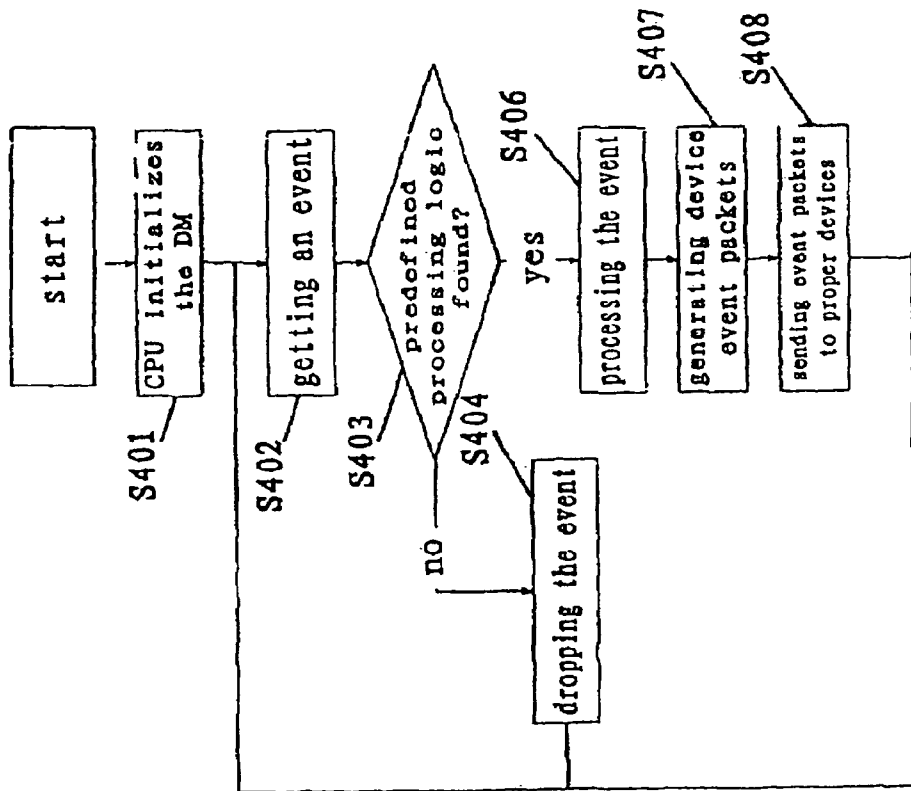 start
CPU initializes
the DM
S401
getting an event
S402
predefined
processing logic
found?
S403
no
yes
dropping the event
S404
processing the event
S406
generating device
event packets
S407
sending event packets
to proper devices
S408